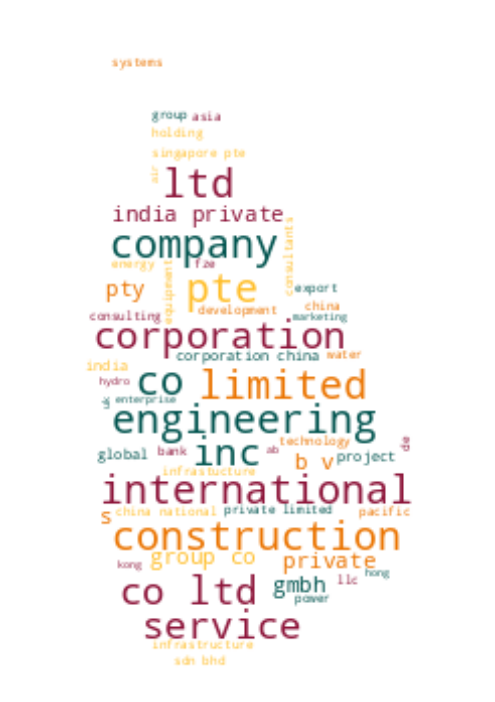 systems
group asia
holding
singapore pte
air
ltd
india private
company
consultants
energy
fze
equipment
pty
pte
export
development
china
consulting
marketing
corporation
corporation china
water
india
hydro
co
limited
uk
enterprise
engineering
technology
de
global
bank
inc
ab
b v
project
infrastucture
international
s
china national
private limited
pacific
construction
group co
private
kong
hong
co ltd
gmbh
llc
power
service
infrastructure
sdn bhd